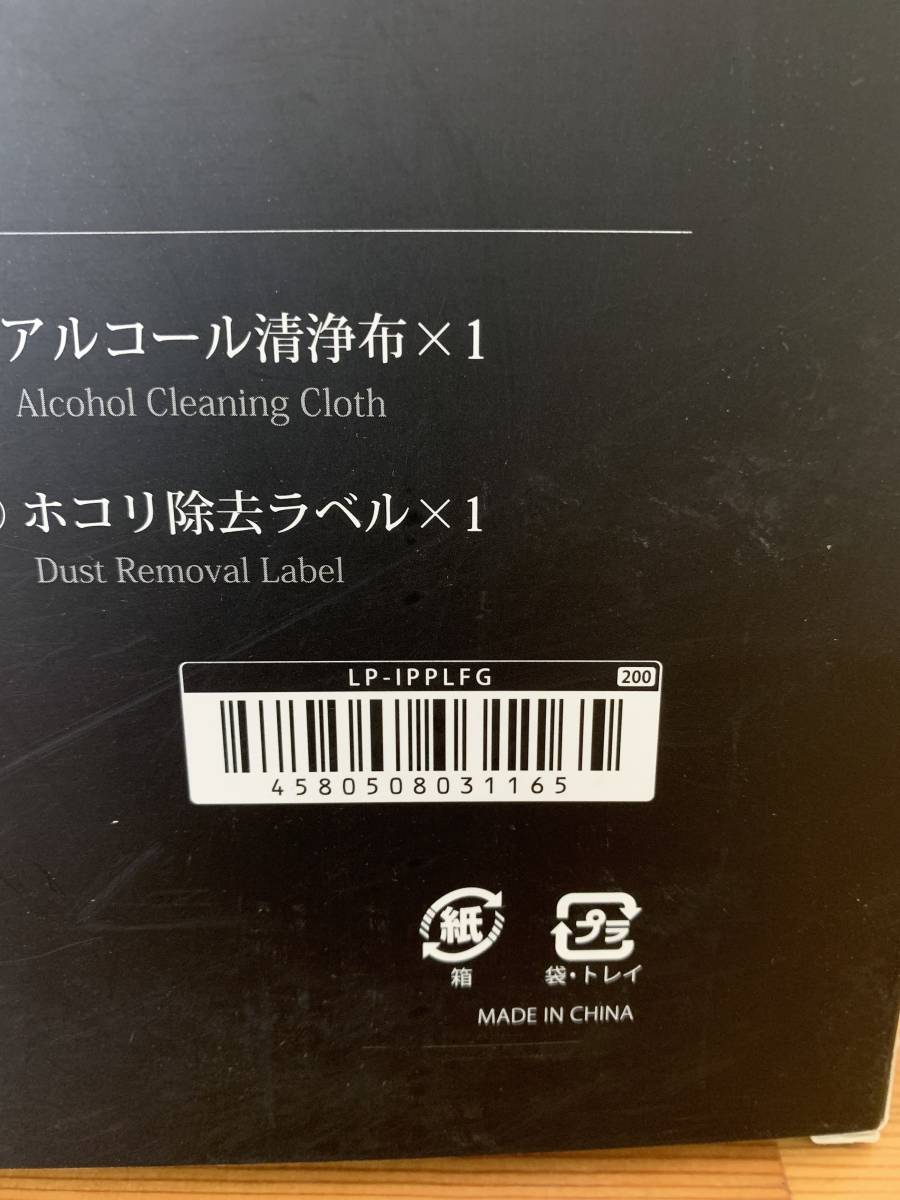 アルコール清浄布×1
Alcohol Cleaning Cloth
ホコリ除去ラベル×1
Dust Removal Label
LP-IPPLFG
200
4580508031165
紙
プラ
箱
袋・トレイ
MADE IN CHINA